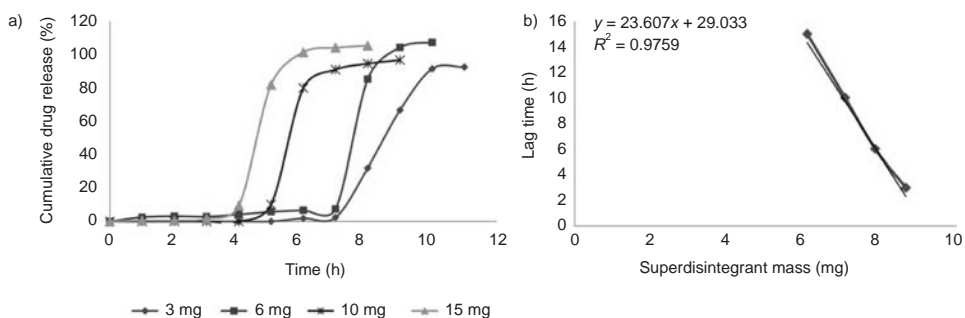 a)
Cumulative drug release (%)
120
100
80
60
40
20
0
0 2 4 6 8 10 12
Time (h)
3 mg 6 mg 10 mg 15 mg
b)
y = 23.607x + 29.033
R² = 0.9759
Lag time (h)
16
14
12
10
8
6
4
2
0
0 2 4 6 8 10
Superdisintegrant mass (mg)